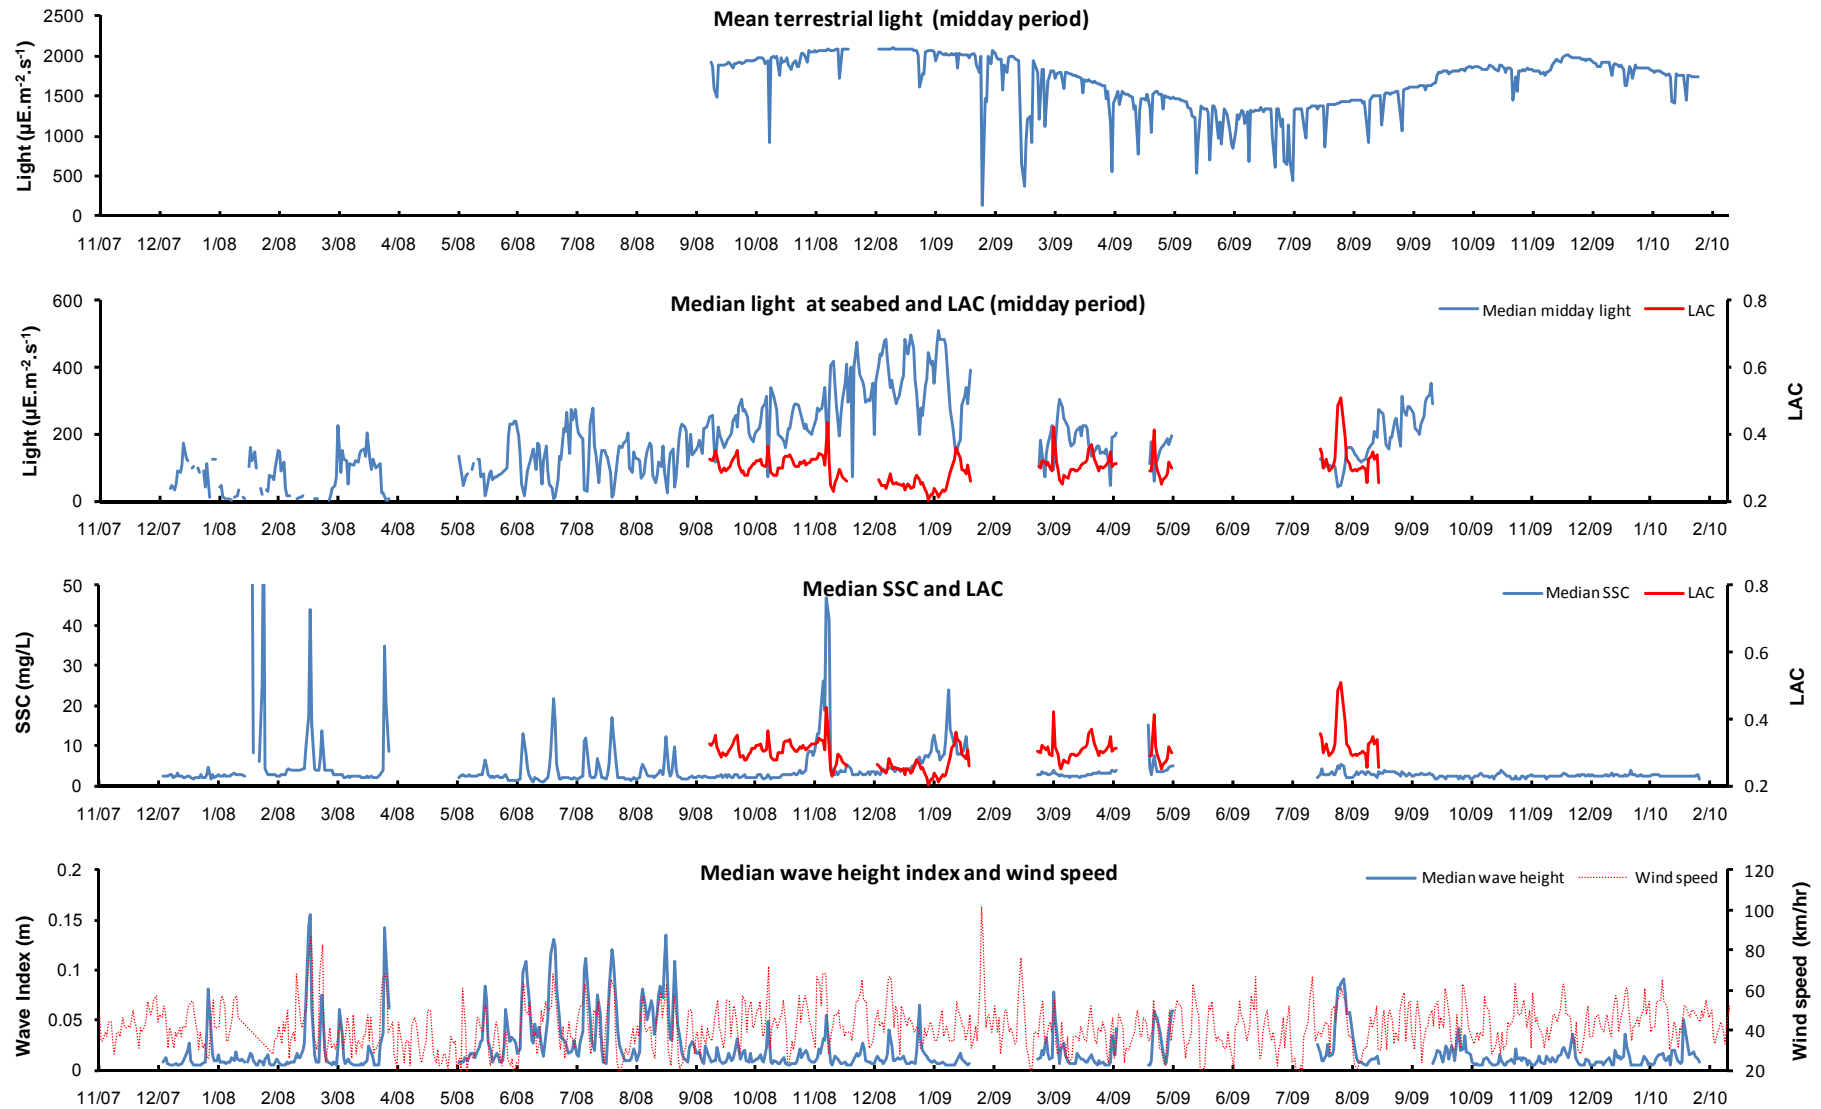 Mean terrestrial light (midday period)
Light (µE.m⁻².s⁻¹)
2500
2000
1500
1000
500
0
11/07 12/07 1/08 2/08 3/08 4/08 5/08 6/08 7/08 8/08 9/08 10/08 11/08 12/08 1/09 2/09 3/09 4/09 5/09 6/09 7/09 8/09 9/09 10/09 11/09 12/09 1/10 2/10
Median light at seabed and LAC (midday period)
Median midday light LAC
Light (µE.m⁻².s⁻¹)
600
400
200
0
0.8
0.6
0.4
0.2
LAC
11/07 12/07 1/08 2/08 3/08 4/08 5/08 6/08 7/08 8/08 9/08 10/08 11/08 12/08 1/09 2/09 3/09 4/09 5/09 6/09 7/09 8/09 9/09 10/09 11/09 12/09 1/10 2/10
Median SSC and LAC
Median SSC LAC
SSC (mg/L)
50
40
30
20
10
0
0.8
0.6
0.4
0.2
LAC
11/07 12/07 1/08 2/08 3/08 4/08 5/08 6/08 7/08 8/08 9/08 10/08 11/08 12/08 1/09 2/09 3/09 4/09 5/09 6/09 7/09 8/09 9/09 10/09 11/09 12/09 1/10 2/10
Median wave height index and wind speed
Median wave height Wind speed
Wave Index (m)
0.2
0.15
0.1
0.05
0
120
100
80
60
40
20
Wind speed (km/hr)
11/07 12/07 1/08 2/08 3/08 4/08 5/08 6/08 7/08 8/08 9/08 10/08 11/08 12/08 1/09 2/09 3/09 4/09 5/09 6/09 7/09 8/09 9/09 10/09 11/09 12/09 1/10 2/10